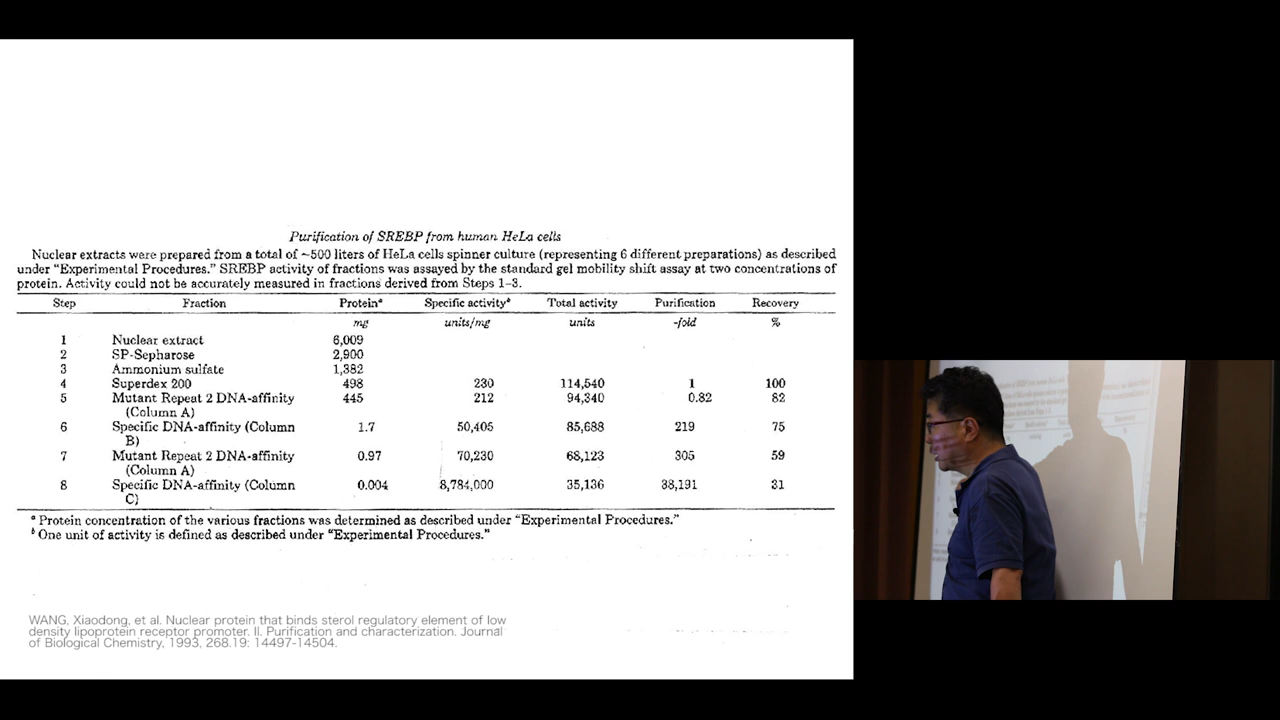 Purification of SREBP from human HeLa cells
Nuclear extracts were prepared from a total of ~500 liters of HeLa cells spinner culture (representing 6 different preparations) as described
under "Experimental Procedures." SREBP activity of fractions was assayed by the standard gel mobility shift assay at two concentrations of
protein. Activity could not be accurately measured in fractions derived from Steps 1–3.
Step Fraction Proteinᵃ Specific activityᵇ Total activity Purification Recovery
mg units/mg units -fold %
1 Nuclear extract 6,009
2 SP-Sepharose 2,900
3 Ammonium sulfate 1,382
4 Superdex 200 498 230 114,540 1 100
5 Mutant Repeat 2 DNA-affinity 445 212 94,340 0.82 82
(Column A)
6 Specific DNA-affinity (Column 1.7 50,405 85,688 219 75
B)
7 Mutant Repeat 2 DNA-affinity 0.97 70,230 68,123 305 59
(Column A)
8 Specific DNA-affinity (Column 0.004 8,784,000 35,136 38,191 31
C)
ᵃ Protein concentration of the various fractions was determined as described under "Experimental Procedures."
ᵇ One unit of activity is defined as described under "Experimental Procedures."
WANG, Xiaodong, et al. Nuclear protein that binds sterol regulatory element of low
density lipoprotein receptor promoter. II. Purification and characterization. Journal
of Biological Chemistry, 1993, 268.19: 14497-14504.